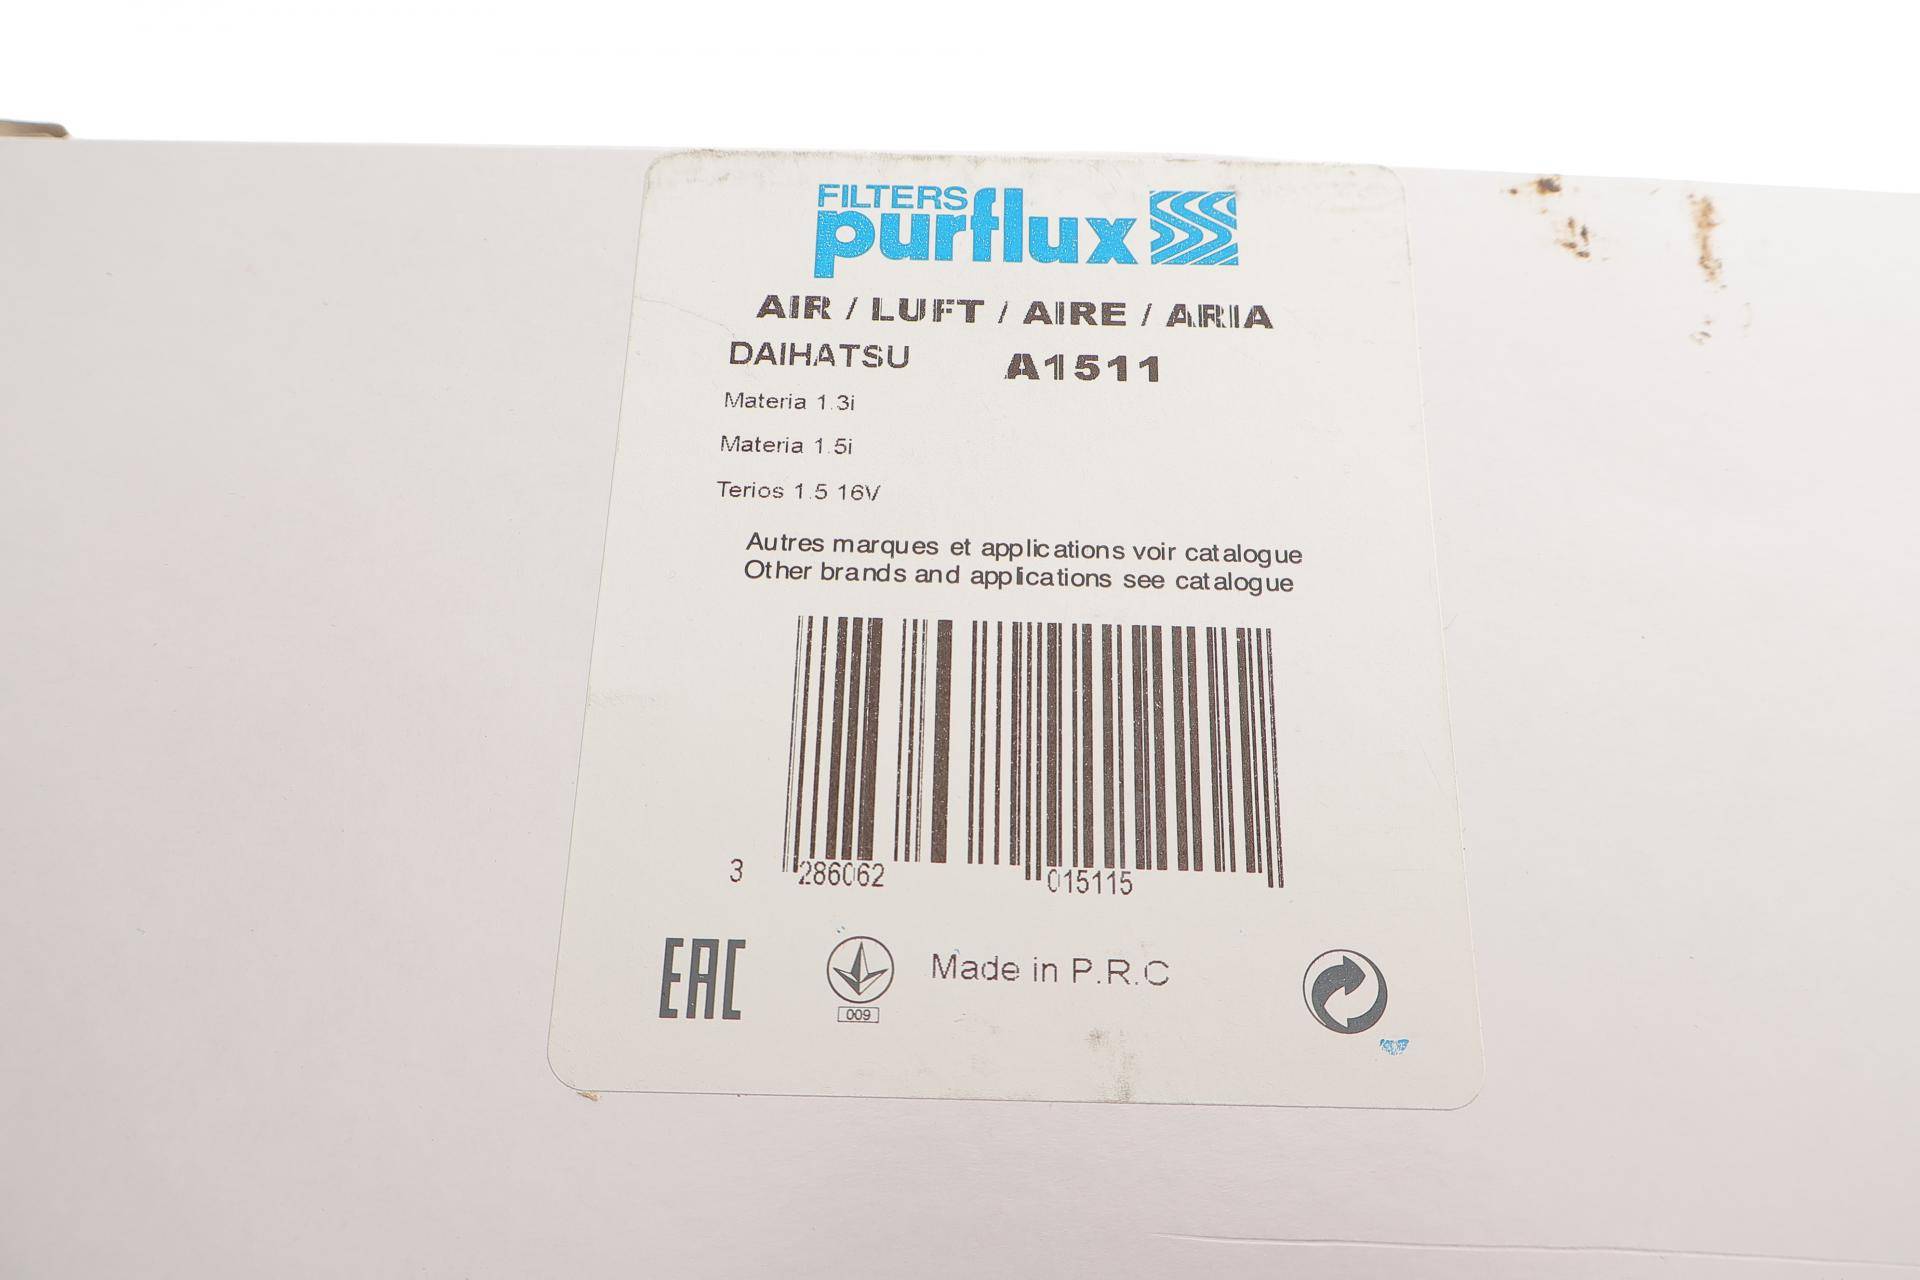 FILTERS
purflux
AIR / LUFT / AIRE / ARIA
DAIHATSU A1511
Materia 1.3i
Materia 1.5i
Terios 1.5 16V
Autres marques et applications voir catalogue
Other brands and applications see catalogue
3 286062 015115
EAC
Made in P.R.C
009